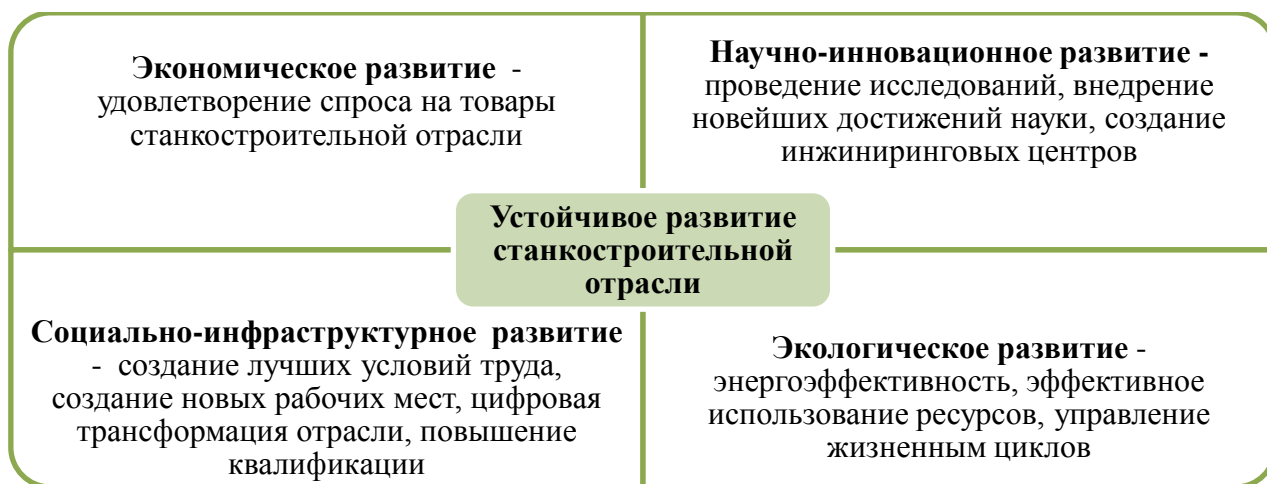 Экономическое развитие -
удовлетворение спроса на товары
станкостроительной отрасли
Научно-инновационное развитие -
проведение исследований, внедрение
новейших достижений науки, создание
инжиниринговых центров
Устойчивое развитие
станкостроительной
отрасли
Социально-инфраструктурное развитие
- создание лучших условий труда,
создание новых рабочих мест, цифровая
трансформация отрасли, повышение
квалификации
Экологическое развитие -
энергоэффективность, эффективное
использование ресурсов, управление
жизненным циклов